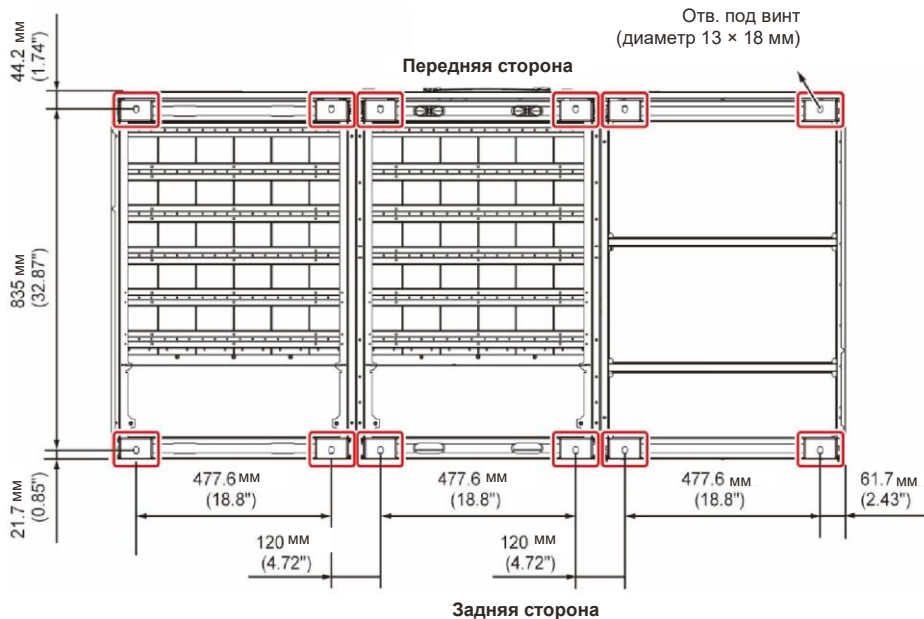 Отв. под винт
(диаметр 13 × 18 мм)
44.2 мм
(1.74")
Передняя сторона
835 мм
(32.87")
21.7 мм
(0.85")
477.6 мм
(18.8")
477.6 мм
(18.8")
477.6 мм
(18.8")
61.7 мм
(2.43")
120 мм
(4.72")
120 мм
(4.72")
Задняя сторона